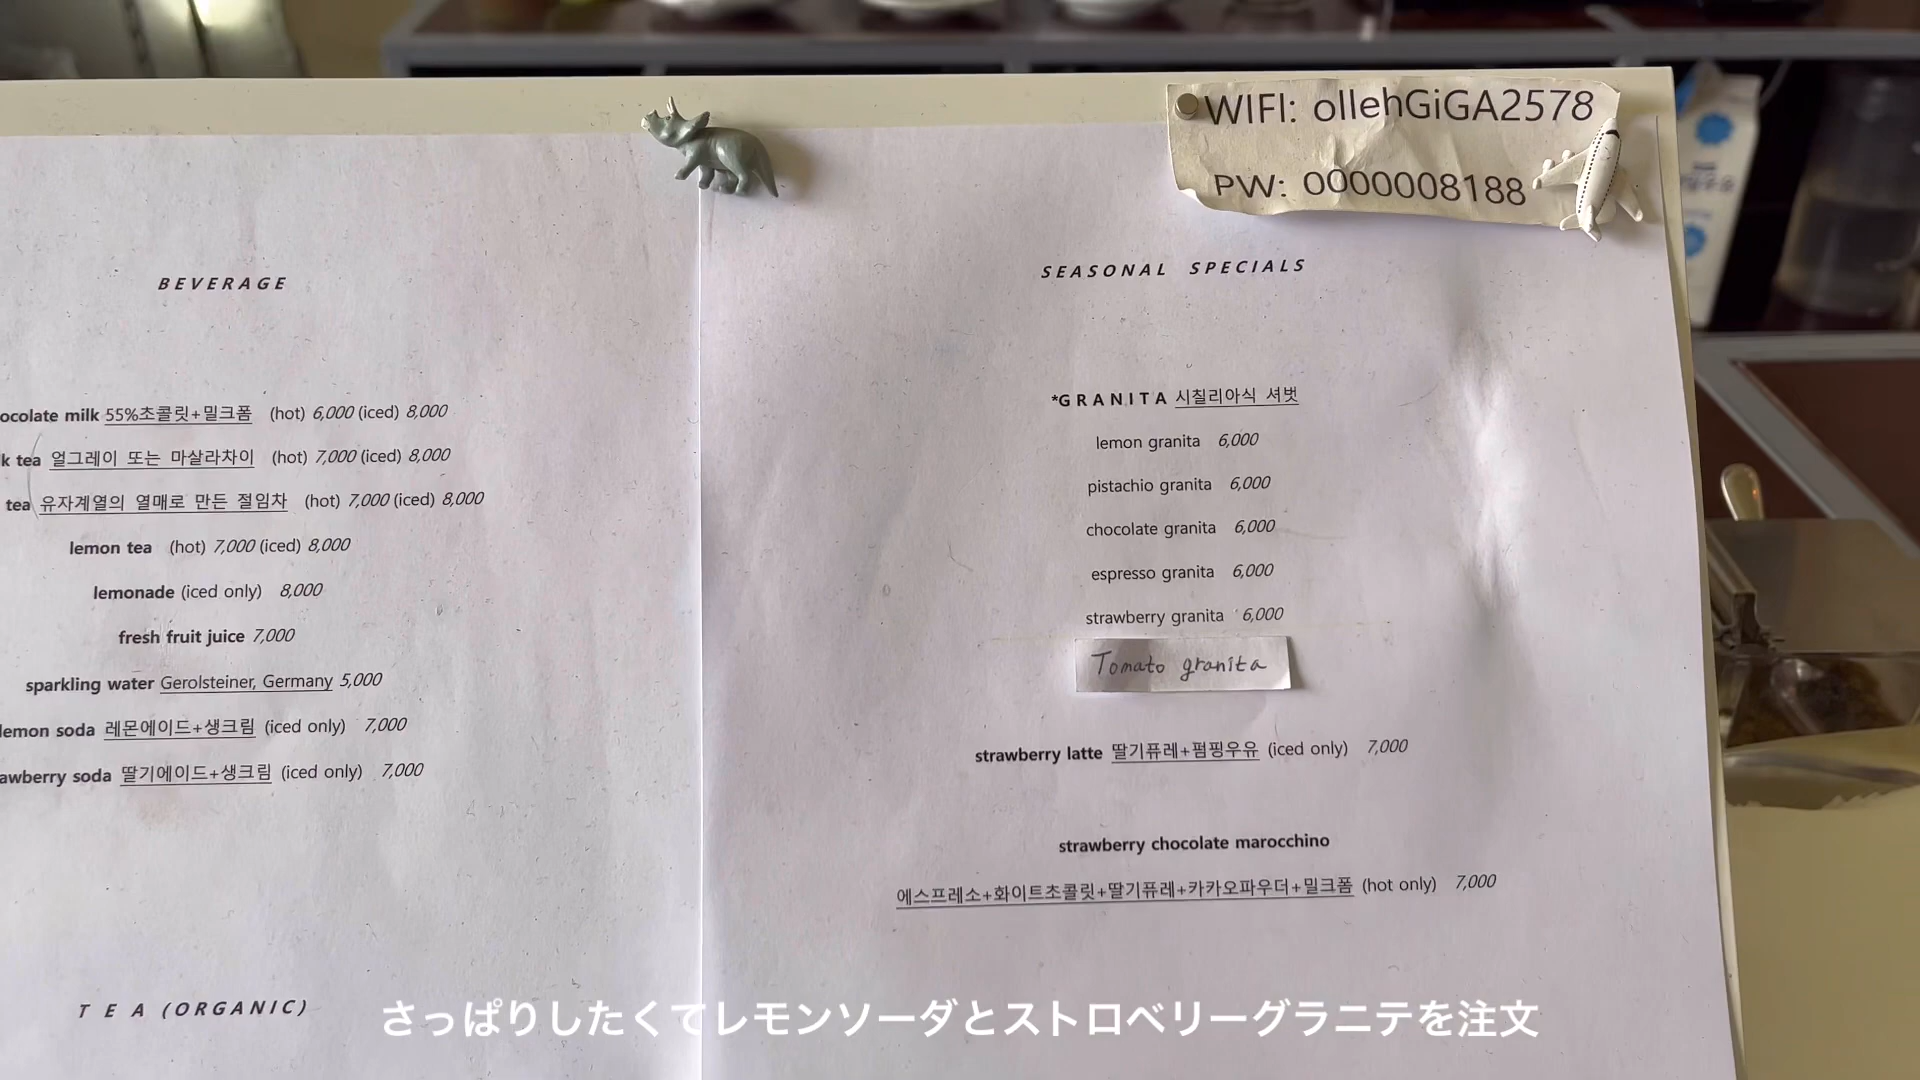 WIFI: ollehGiGA2578
PW: 0000008188
BEVERAGE
ocolate milk 55%초콜릿+밀크폼 (hot) 6,000 (iced) 8,000
k tea 얼그레이 또는 마살라차이 (hot) 7,000 (iced) 8,000
tea 유자계열의 열매로 만든 절임차 (hot) 7,000 (iced) 8,000
lemon tea (hot) 7,000 (iced) 8,000
lemonade (iced only) 8,000
fresh fruit juice 7,000
sparkling water Gerolsteiner, Germany 5,000
lemon soda 레몬에이드+생크림 (iced only) 7,000
awberry soda 딸기에이드+생크림 (iced only) 7,000
TEA (ORGANIC)
SEASONAL SPECIALS
*GRANITA 시칠리아식 셔벗
lemon granita 6,000
pistachio granita 6,000
chocolate granita 6,000
espresso granita 6,000
strawberry granita 6,000
Tomato granita
strawberry latte 딸기퓨레+펌핑우유 (iced only) 7,000
strawberry chocolate marocchino
에스프레소+화이트초콜릿+딸기퓨레+카카오파우더+밀크폼 (hot only) 7,000
さっぱりしたくてレモンソーダとストロベリーグラニテを注文